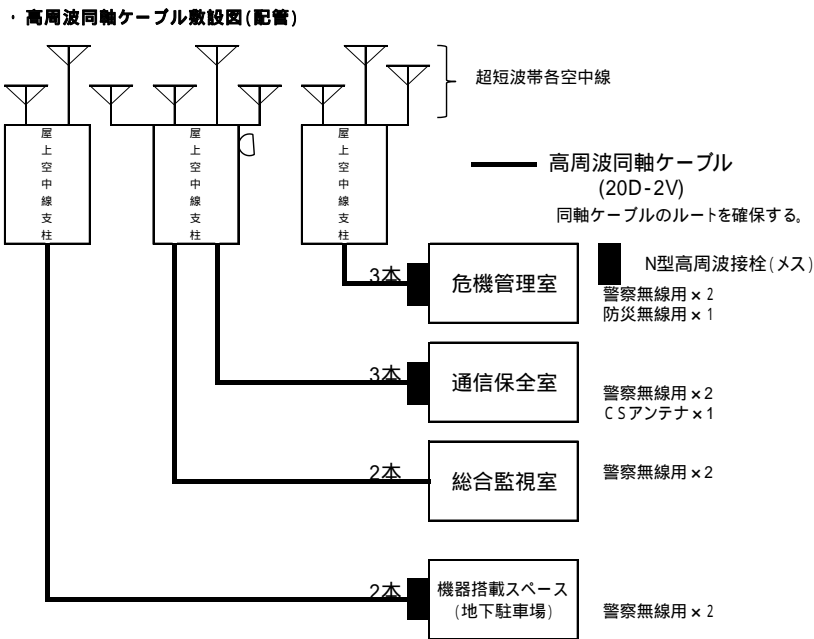 ・ 高周波同軸ケーブル敷設図(配管)
超短波帯各空中線
屋上空中線支柱
屋上空中線支柱
屋上空中線支柱
高周波同軸ケーブル
(20D-2V)
同軸ケーブルのルートを確保する。
N型高周波接栓(メス)
3本
危機管理室
警察無線用×2
防災無線用×1
3本
通信保全室
警察無線用×2
CSアンテナ×1
2本
総合監視室
警察無線用×2
2本
機器搭載スペース
(地下駐車場)
警察無線用×2